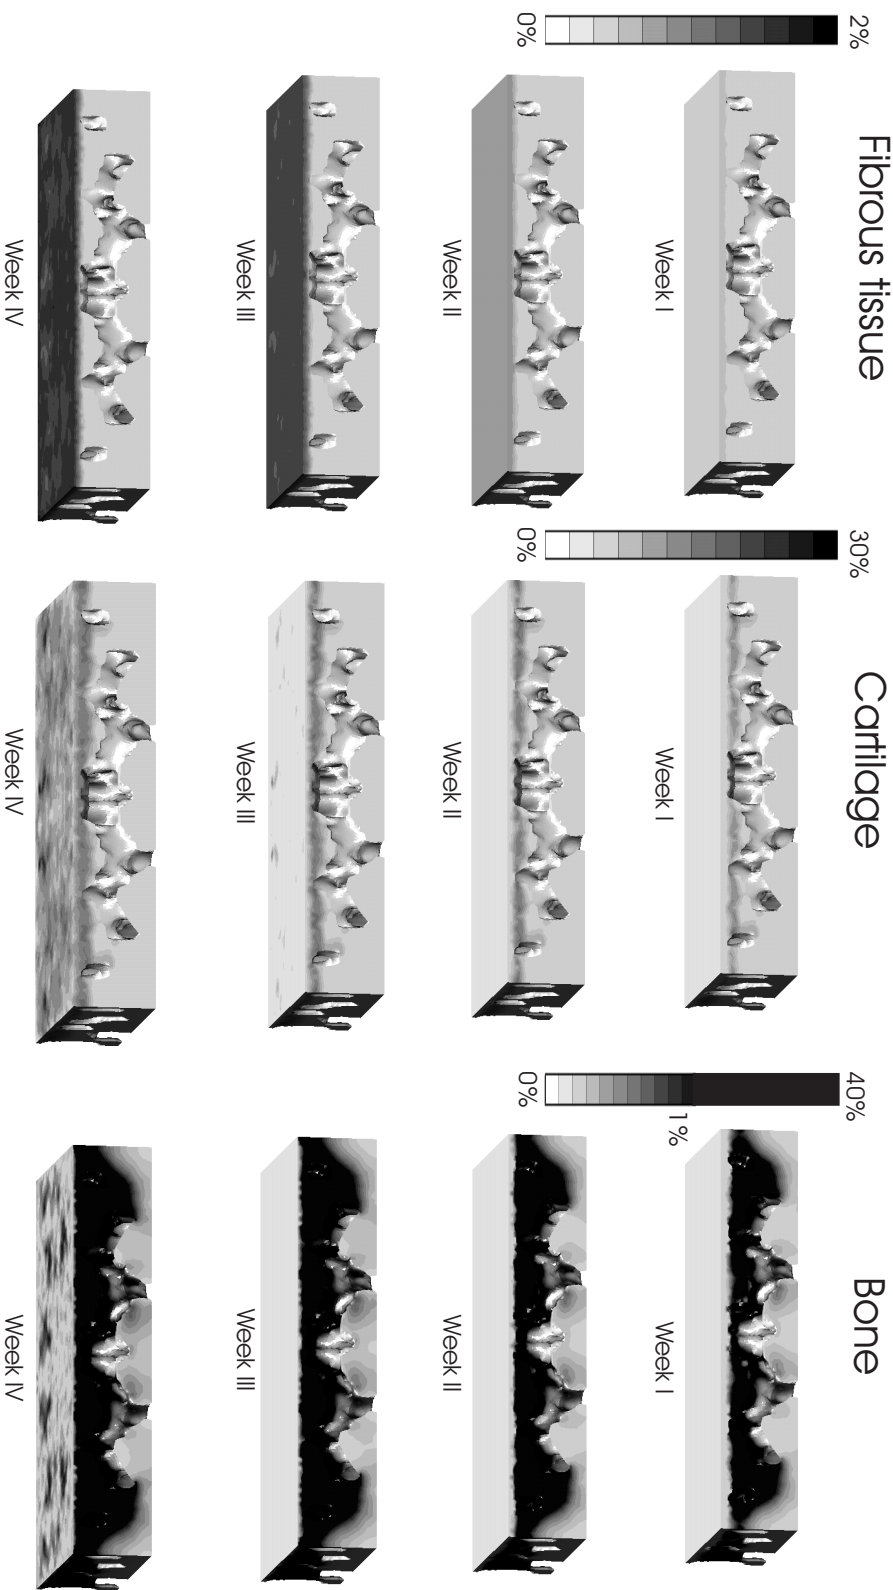 Fibrous tissue
0%
2%
Week I
Week II
Week III
Week IV
Cartilage
0%
30%
Week I
Week II
Week III
Week IV
Bone
0%
1%
40%
Week I
Week II
Week III
Week IV